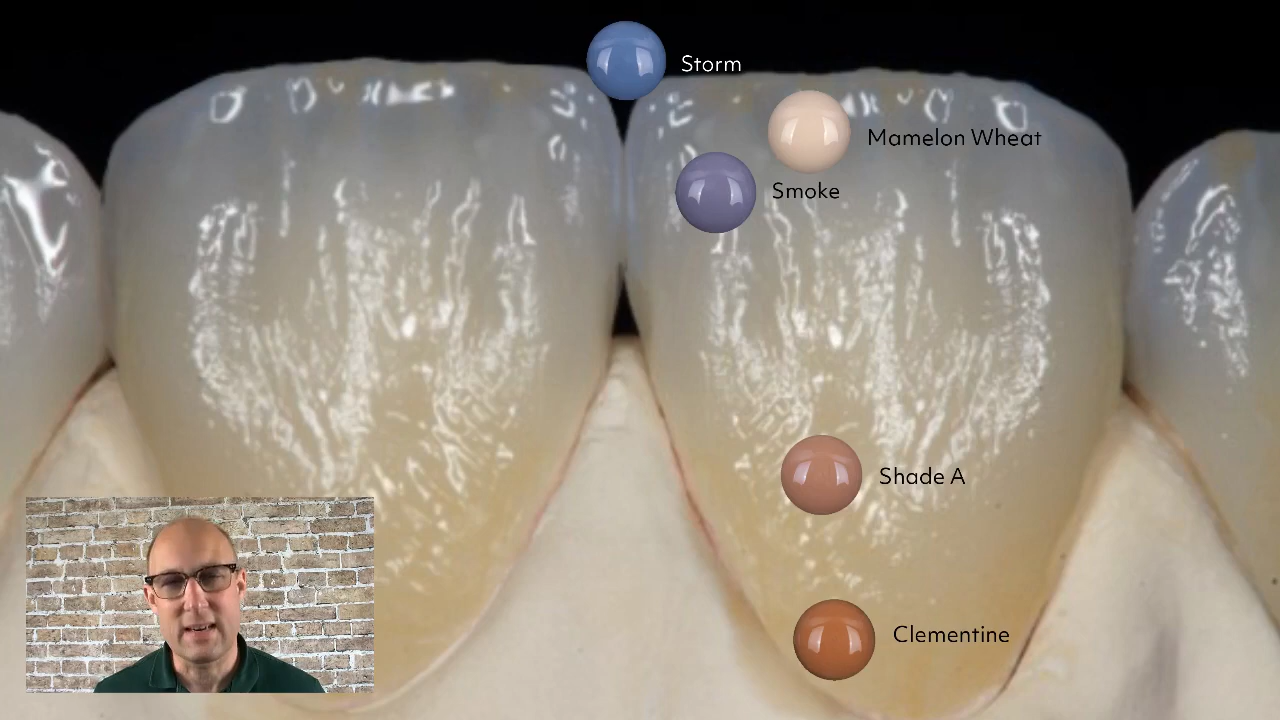 Storm
Mamelon Wheat
Smoke
Shade A
Clementine